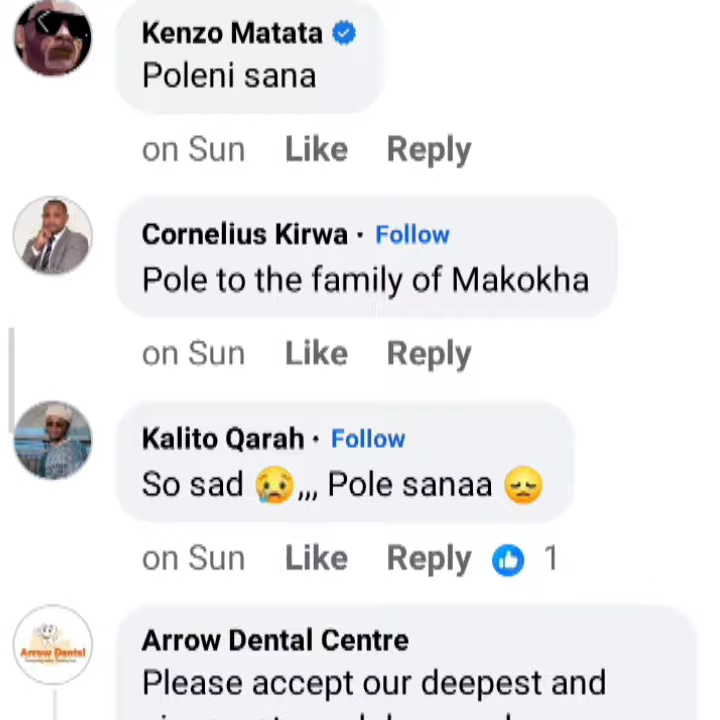 Kenzo Matata
Poleni sana
on Sun Like Reply
Cornelius Kirwa · Follow
Pole to the family of Makokha
on Sun Like Reply
Kalito Qarah · Follow
So sad 😢,,, Pole sanaa 😞
on Sun Like Reply 1
Arrow Dental
Arrow Dental Centre
Please accept our deepest and